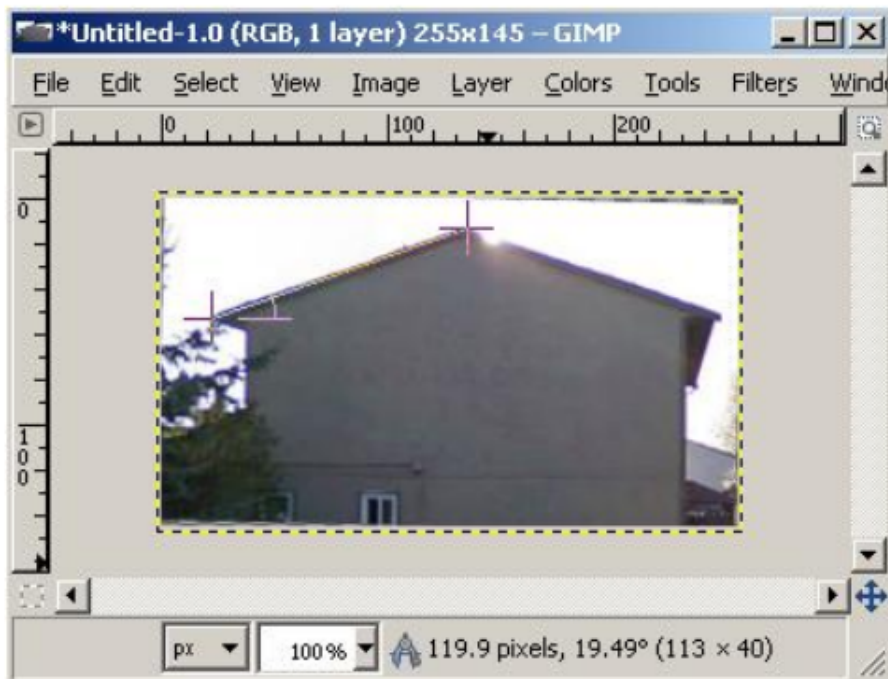 *Untitled-1.0 (RGB, 1 layer) 255x145 – GIMP
File Edit Select View Image Layer Colors Tools Filters Windo
0 100 200
0
100
px 100% 119.9 pixels, 19.49° (113 × 40)